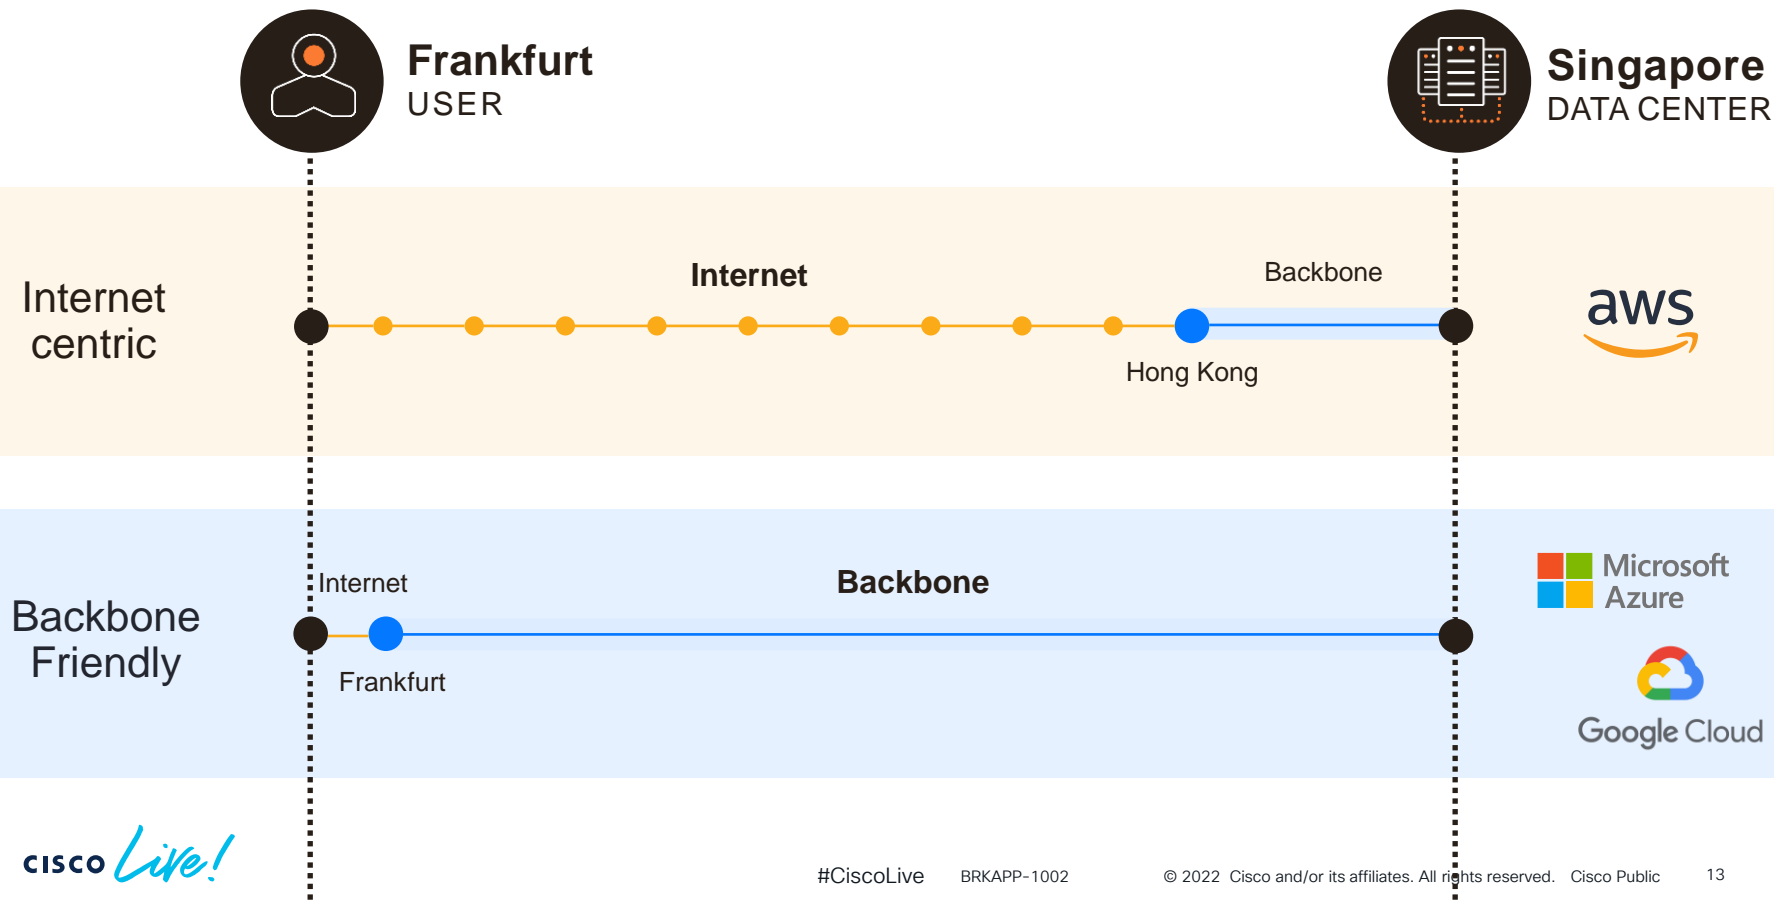 Frankfurt
USER
Singapore
DATA CENTER
Internet
centric
Internet
Backbone
Hong Kong
aws
Backbone
Friendly
Internet
Backbone
Frankfurt
Microsoft
Azure
Google Cloud
CISCO Live!
#CiscoLive BRKAPP-1002 © 2022 Cisco and/or its affiliates. All rights reserved. Cisco Public 13